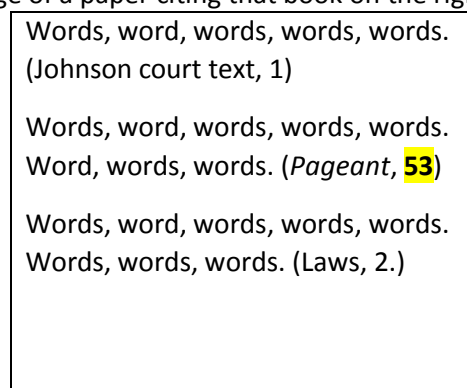 ge of a paper citing that book on the rig
Words, word, words, words, words.
(Johnson court text, 1)
Words, word, words, words, words.
Word, words, words. (Pageant, 53)
Words, word, words, words, words.
Words, words, words. (Laws, 2.)